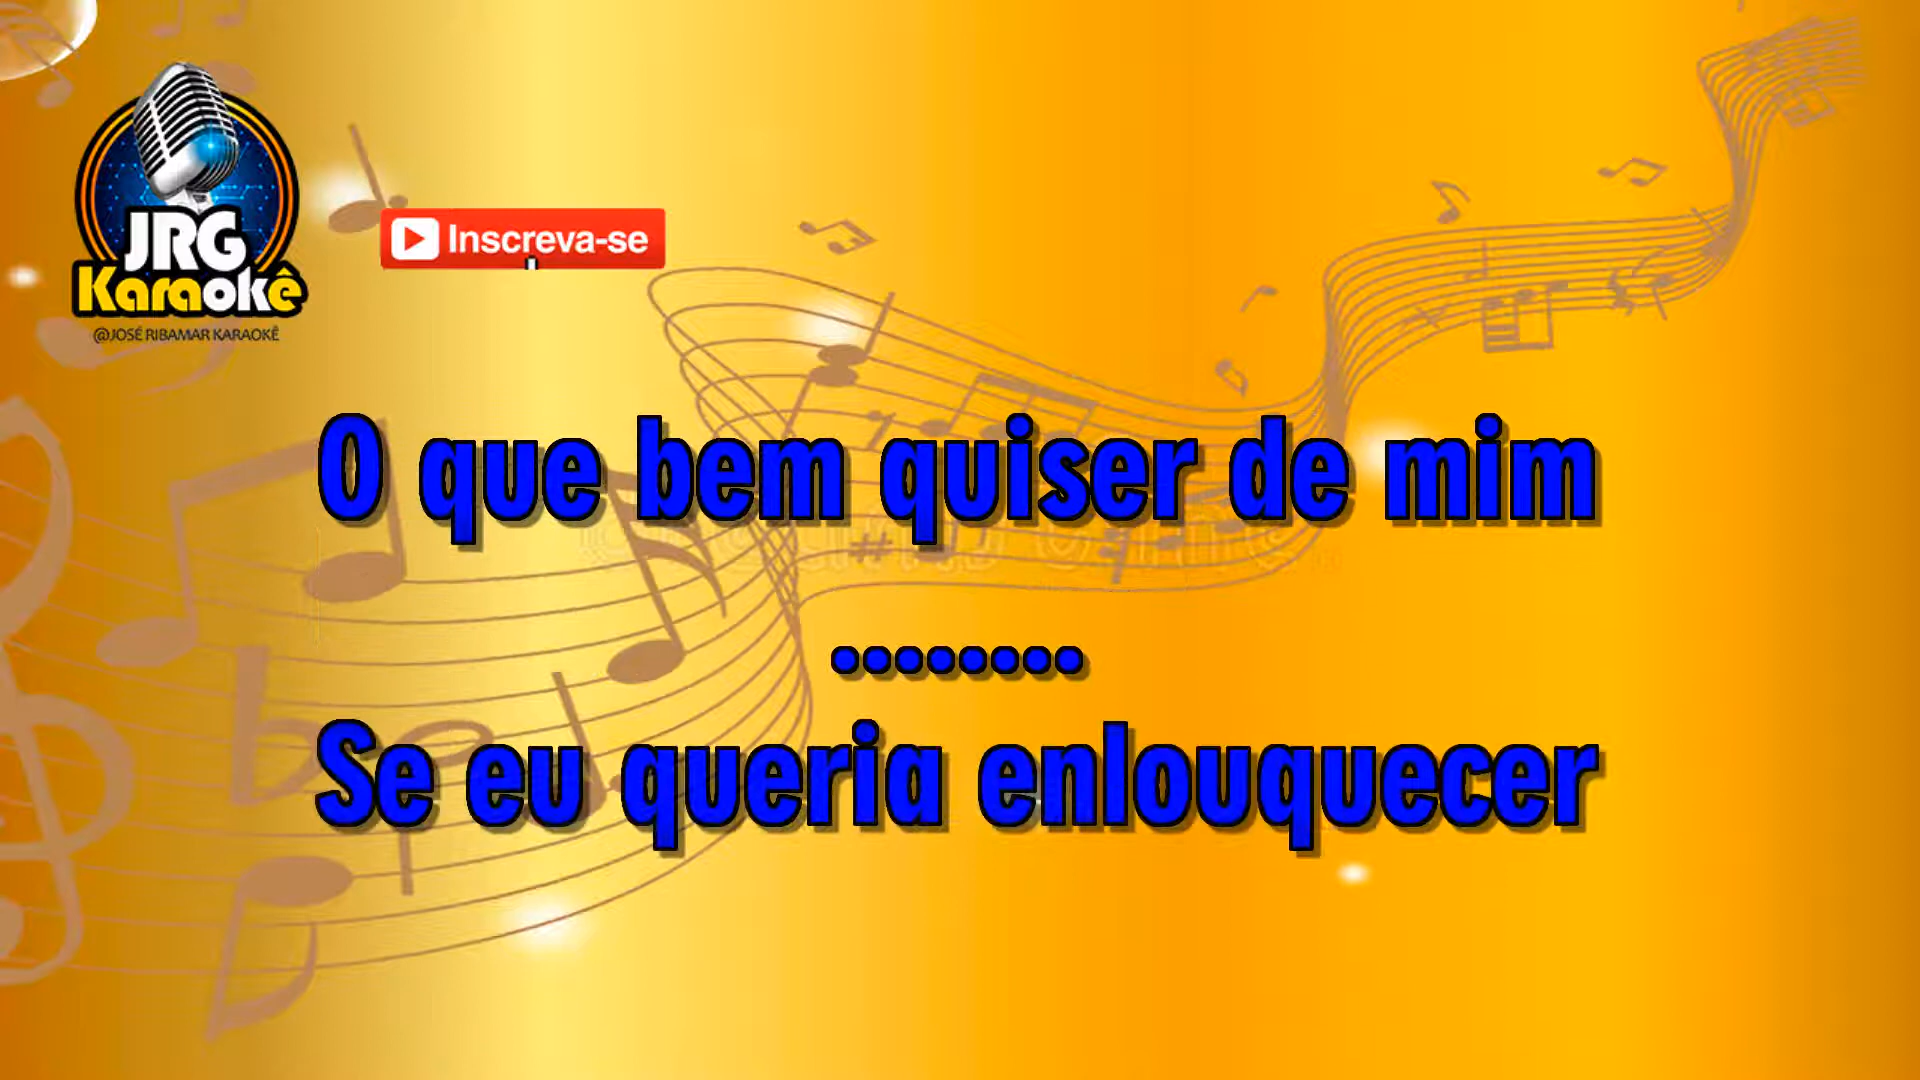 JRG
Karaokê
@JOSÉ RIBAMAR KARAOKÊ
Inscreva-se
O que bem quiser de mim
........
Se eu queria enlouquecer